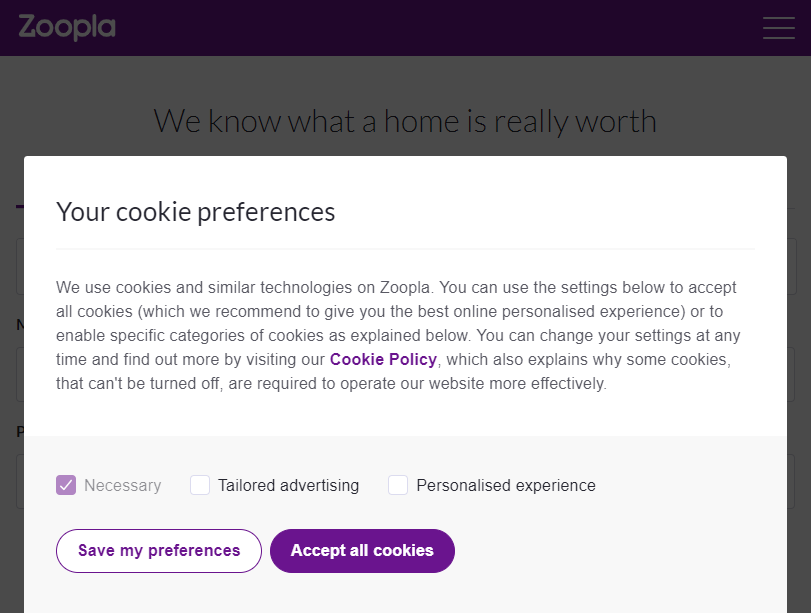 Zoopla
We know what a home is really worth
Your cookie preferences
We use cookies and similar technologies on Zoopla. You can use the settings below to accept
all cookies (which we recommend to give you the best online personalised experience) or to
enable specific categories of cookies as explained below. You can change your settings at any
time and find out more by visiting our Cookie Policy, which also explains why some cookies,
that can't be turned off, are required to operate our website more effectively.
Necessary Tailored advertising Personalised experience
Save my preferences Accept all cookies